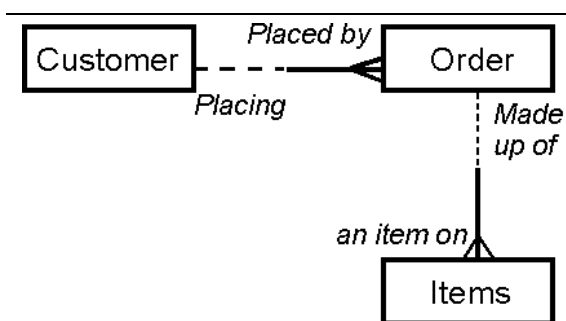 Placed by
Customer
Order
Placing
Made
up of
an item on
Items